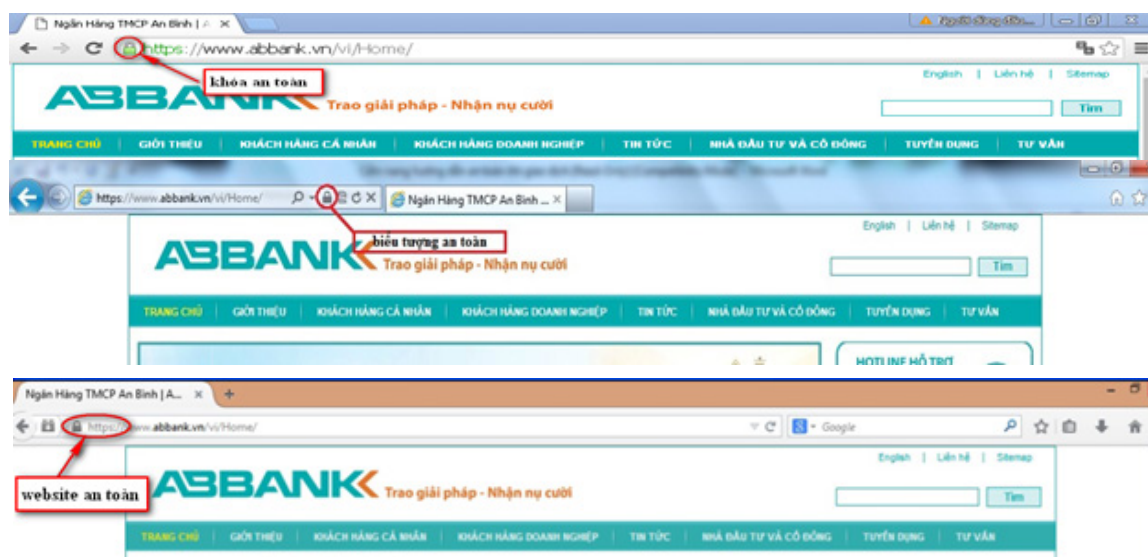 Ngân Hàng TMCP An Bình | A
https://www.abbank.vn/vi/Home/
khóa an toàn
English | Liên hệ | Sitemap
ABBANK Trao giải pháp - Nhận nụ cười
Tìm
TRANG CHỦ | GIỚI THIỆU | KHÁCH HÀNG CÁ NHÂN | KHÁCH HÀNG DOANH NGHIỆP | TIN TỨC | NHÀ ĐẦU TƯ VÀ CỔ ĐÔNG | TUYỂN DỤNG | TƯ VẤN
https://www.abbank.vn/vi/Home/ Ngân Hàng TMCP An Bình ...
biểu tượng an toàn
English | Liên hệ | Sitemap
ABBANK Trao giải pháp - Nhận nụ cười
Tìm
TRANG CHỦ | GIỚI THIỆU | KHÁCH HÀNG CÁ NHÂN | KHÁCH HÀNG DOANH NGHIỆP | TIN TỨC | NHÀ ĐẦU TƯ VÀ CỔ ĐÔNG | TUYỂN DỤNG | TƯ VẤN
HOTLINE HỖ TRỢ
Ngân Hàng TMCP An Bình | A...
https://www.abbank.vn/vi/Home/ Google
English | Liên hệ | Sitemap
website an toàn
ABBANK Trao giải pháp - Nhận nụ cười
Tìm
TRANG CHỦ | GIỚI THIỆU | KHÁCH HÀNG CÁ NHÂN | KHÁCH HÀNG DOANH NGHIỆP | TIN TỨC | NHÀ ĐẦU TƯ VÀ CỔ ĐÔNG | TUYỂN DỤNG | TƯ VẤN